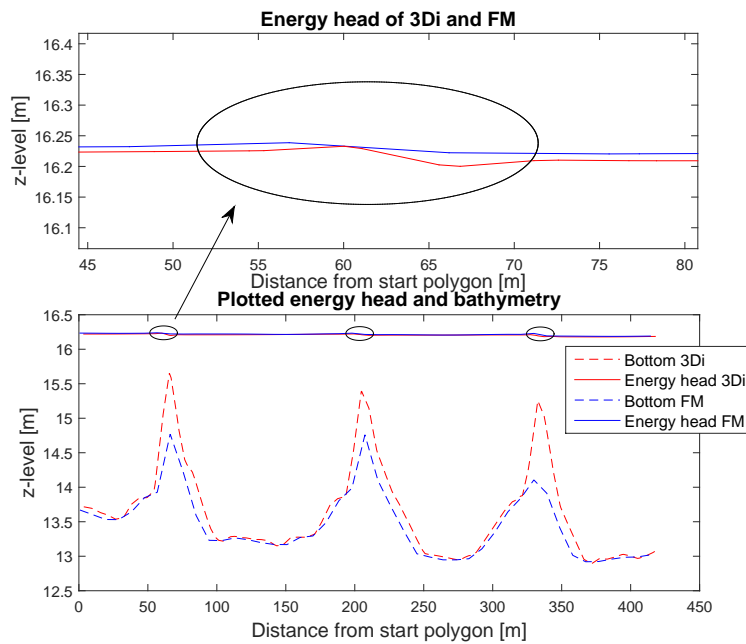 Energy head of 3Di and FM
z-level [m]
16.4
16.35
16.3
16.25
16.2
16.15
16.1
45 50 55 60 65 70 75 80
Distance from start polygon [m]
Plotted energy head and bathymetry
z-level [m]
16.5
16
15.5
15
14.5
14
13.5
13
12.5
Bottom 3Di
Energy head 3Di
Bottom FM
Energy head FM
0 50 100 150 200 250 300 350 400 450
Distance from start polygon [m]